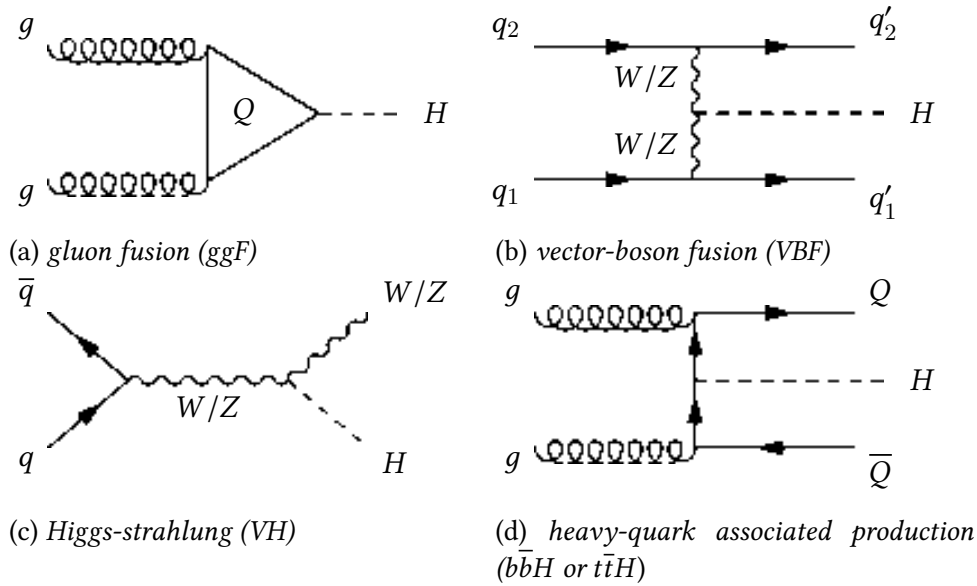 g
Q
H
g
(a) gluon fusion (ggF)
q₂
q′₂
W/Z
H
W/Z
q₁
q′₁
(b) vector-boson fusion (VBF)
q̅
W/Z
W/Z
q
H
(c) Higgs-strahlung (VH)
g
Q
H
g
Q̅
(d) heavy-quark associated production
(bb̅H or tt̅H)